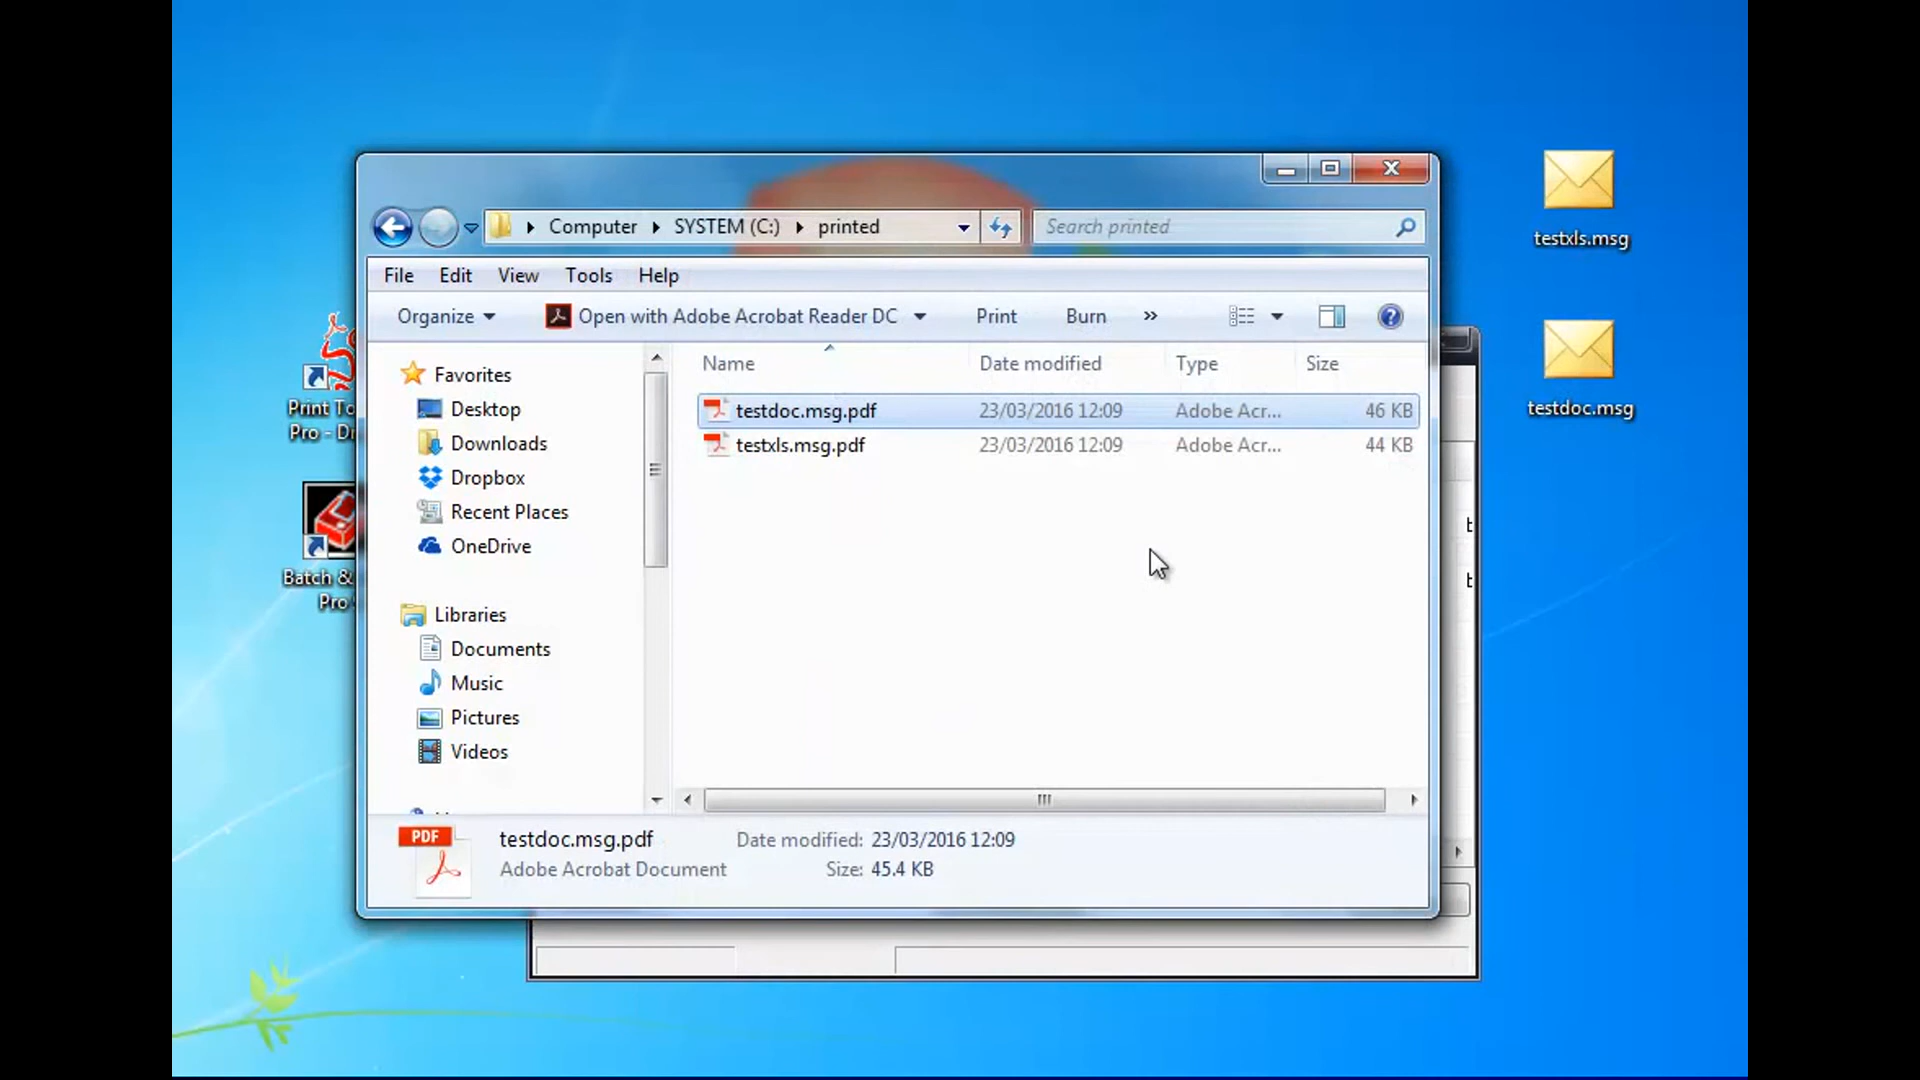 Computer SYSTEM (C:) printed Search printed
File Edit View Tools Help
Organize Open with Adobe Acrobat Reader DC Print Burn »
Name Date modified Type Size
Favorites
Desktop
Downloads
Dropbox
Recent Places
OneDrive
Libraries
Documents
Music
Pictures
Videos
testdoc.msg.pdf 23/03/2016 12:09 Adobe Acr... 46 KB
testxls.msg.pdf 23/03/2016 12:09 Adobe Acr... 44 KB
PDF
testdoc.msg.pdf Date modified: 23/03/2016 12:09
Adobe Acrobat Document Size: 45.4 KB
Print
Pro - D
Batch &
Pro
testxls.msg
testdoc.msg